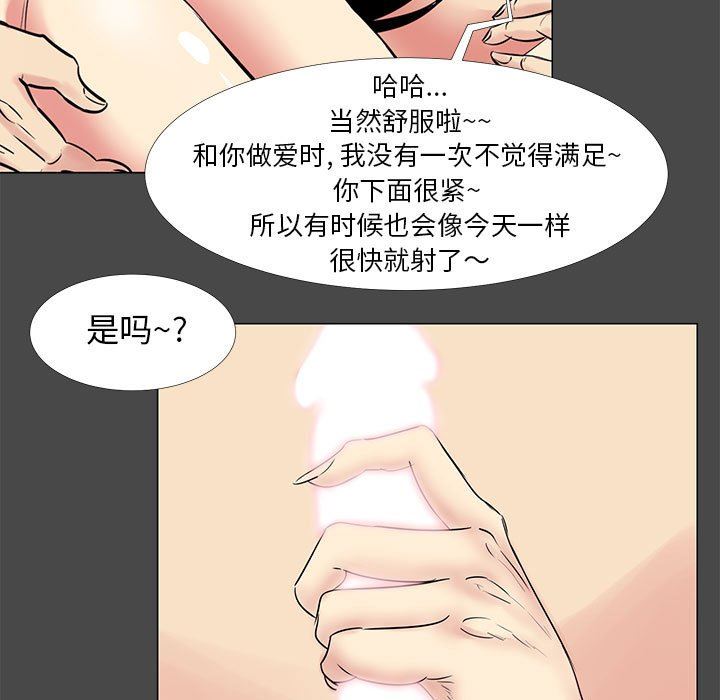 哈哈...
当然舒服啦~~
和你做爱时, 我没有一次不觉得满足~
你下面很紧~
所以有时候也会像今天一样
很快就射了～
是吗~?